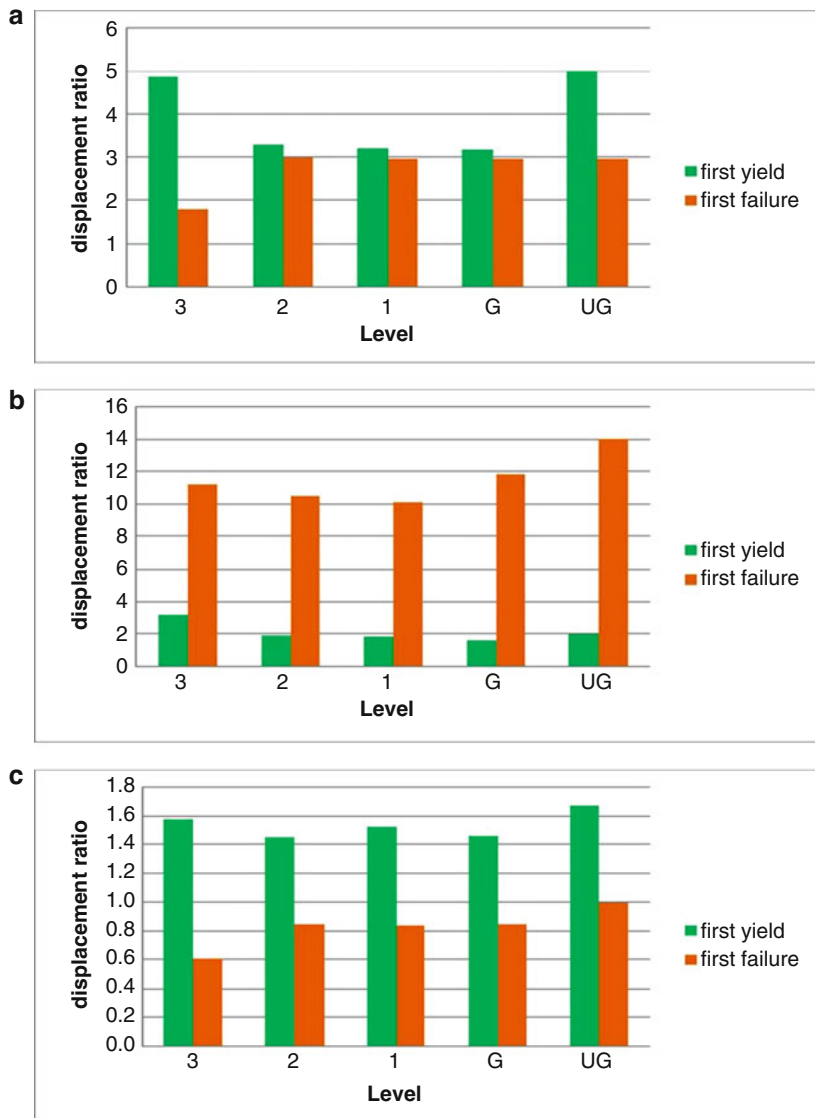 a
displacement ratio
6
5
4
3
2
1
0
3 2 1 G UG
Level
first yield
first failure
b
displacement ratio
16
14
12
10
8
6
4
2
0
3 2 1 G UG
Level
first yield
first failure
c
displacement ratio
1.8
1.6
1.4
1.2
1.0
0.8
0.6
0.4
0.2
0.0
3 2 1 G UG
Level
first yield
first failure